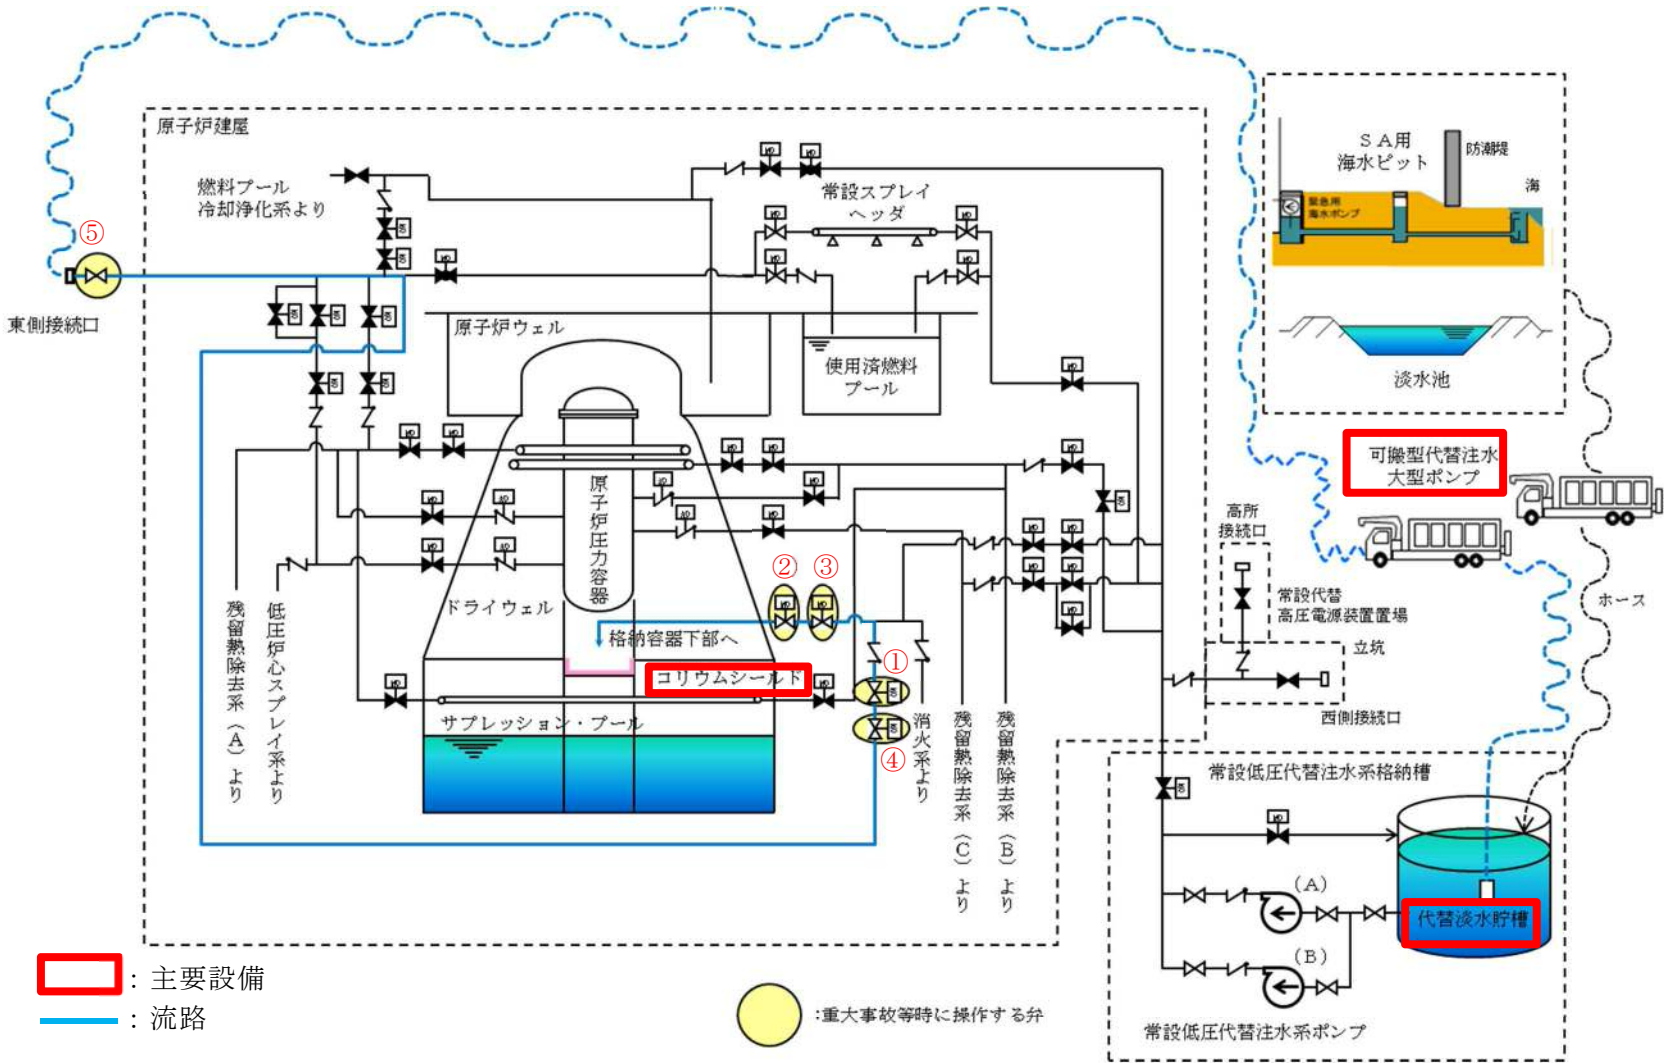 原子炉建屋
燃料プール
冷却浄化系より
常設スプレイ
ヘッダ
ＳＡ用
海水ピット
防潮堤
海
緊急用
海水ポンプ
⑤
東側接続口
原子炉ウェル
使用済燃料
プール
淡水池
可搬型代替注水
大型ポンプ
高所
接続口
原子炉圧力容器
②
③
ドライウェル
格納容器下部へ
常設代替
高圧電源装置置場
ホース
立坑
①
コリウムシールド
サプレッション・プール
④
西側接続口
残留熱除去系（Ａ）より
低圧炉心スプレイ系より
消火系より
残留熱除去系（Ｃ）より
残留熱除去系（Ｂ）より
常設低圧代替注水系格納槽
（Ａ）
代替淡水貯槽
（Ｂ）
常設低圧代替注水系ポンプ
：主要設備
：流路
:重大事故等時に操作する弁